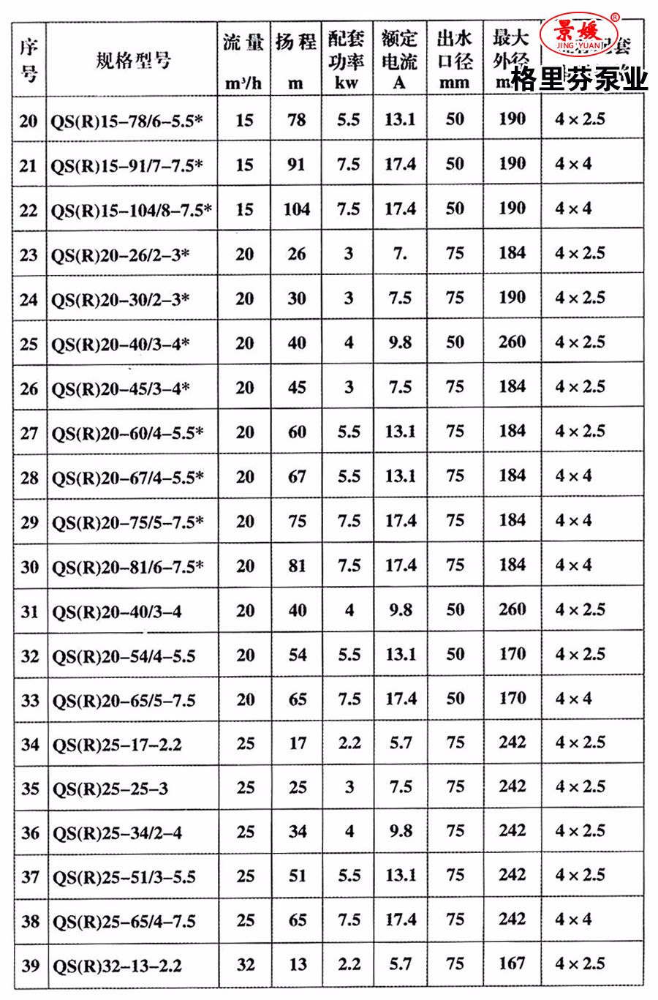 序号 规格型号 流量 m³/h 扬程 m 配套功率 kw 额定电流 A 出水口径 mm 最大外径 配套
景媛®
JING YUAN
格里芬泵业
20 QS(R)15-78/6-5.5* 15 78 5.5 13.1 50 190 4×2.5
21 QS(R)15-91/7-7.5* 15 91 7.5 17.4 50 190 4×4
22 QS(R)15-104/8-7.5* 15 104 7.5 17.4 50 190 4×4
23 QS(R)20-26/2-3* 20 26 3 7. 75 184 4×2.5
24 QS(R)20-30/2-3* 20 30 3 7.5 75 190 4×2.5
25 QS(R)20-40/3-4* 20 40 4 9.8 50 260 4×2.5
26 QS(R)20-45/3-4* 20 45 3 7.5 75 184 4×2.5
27 QS(R)20-60/4-5.5* 20 60 5.5 13.1 75 184 4×2.5
28 QS(R)20-67/4-5.5* 20 67 5.5 13.1 75 184 4×4
29 QS(R)20-75/5-7.5* 20 75 7.5 17.4 75 184 4×4
30 QS(R)20-81/6-7.5* 20 81 7.5 17.4 75 184 4×4
31 QS(R)20-40/3-4 20 40 4 9.8 50 260 4×2.5
32 QS(R)20-54/4-5.5 20 54 5.5 13.1 50 170 4×2.5
33 QS(R)20-65/5-7.5 20 65 7.5 17.4 50 170 4×4
34 QS(R)25-17-2.2 25 17 2.2 5.7 75 242 4×2.5
35 QS(R)25-25-3 25 25 3 7.5 75 242 4×2.5
36 QS(R)25-34/2-4 25 34 4 9.8 75 242 4×2.5
37 QS(R)25-51/3-5.5 25 51 5.5 13.1 75 242 4×2.5
38 QS(R)25-65/4-7.5 25 65 7.5 17.4 75 242 4×4
39 QS(R)32-13-2.2 32 13 2.2 5.7 75 167 4×2.5